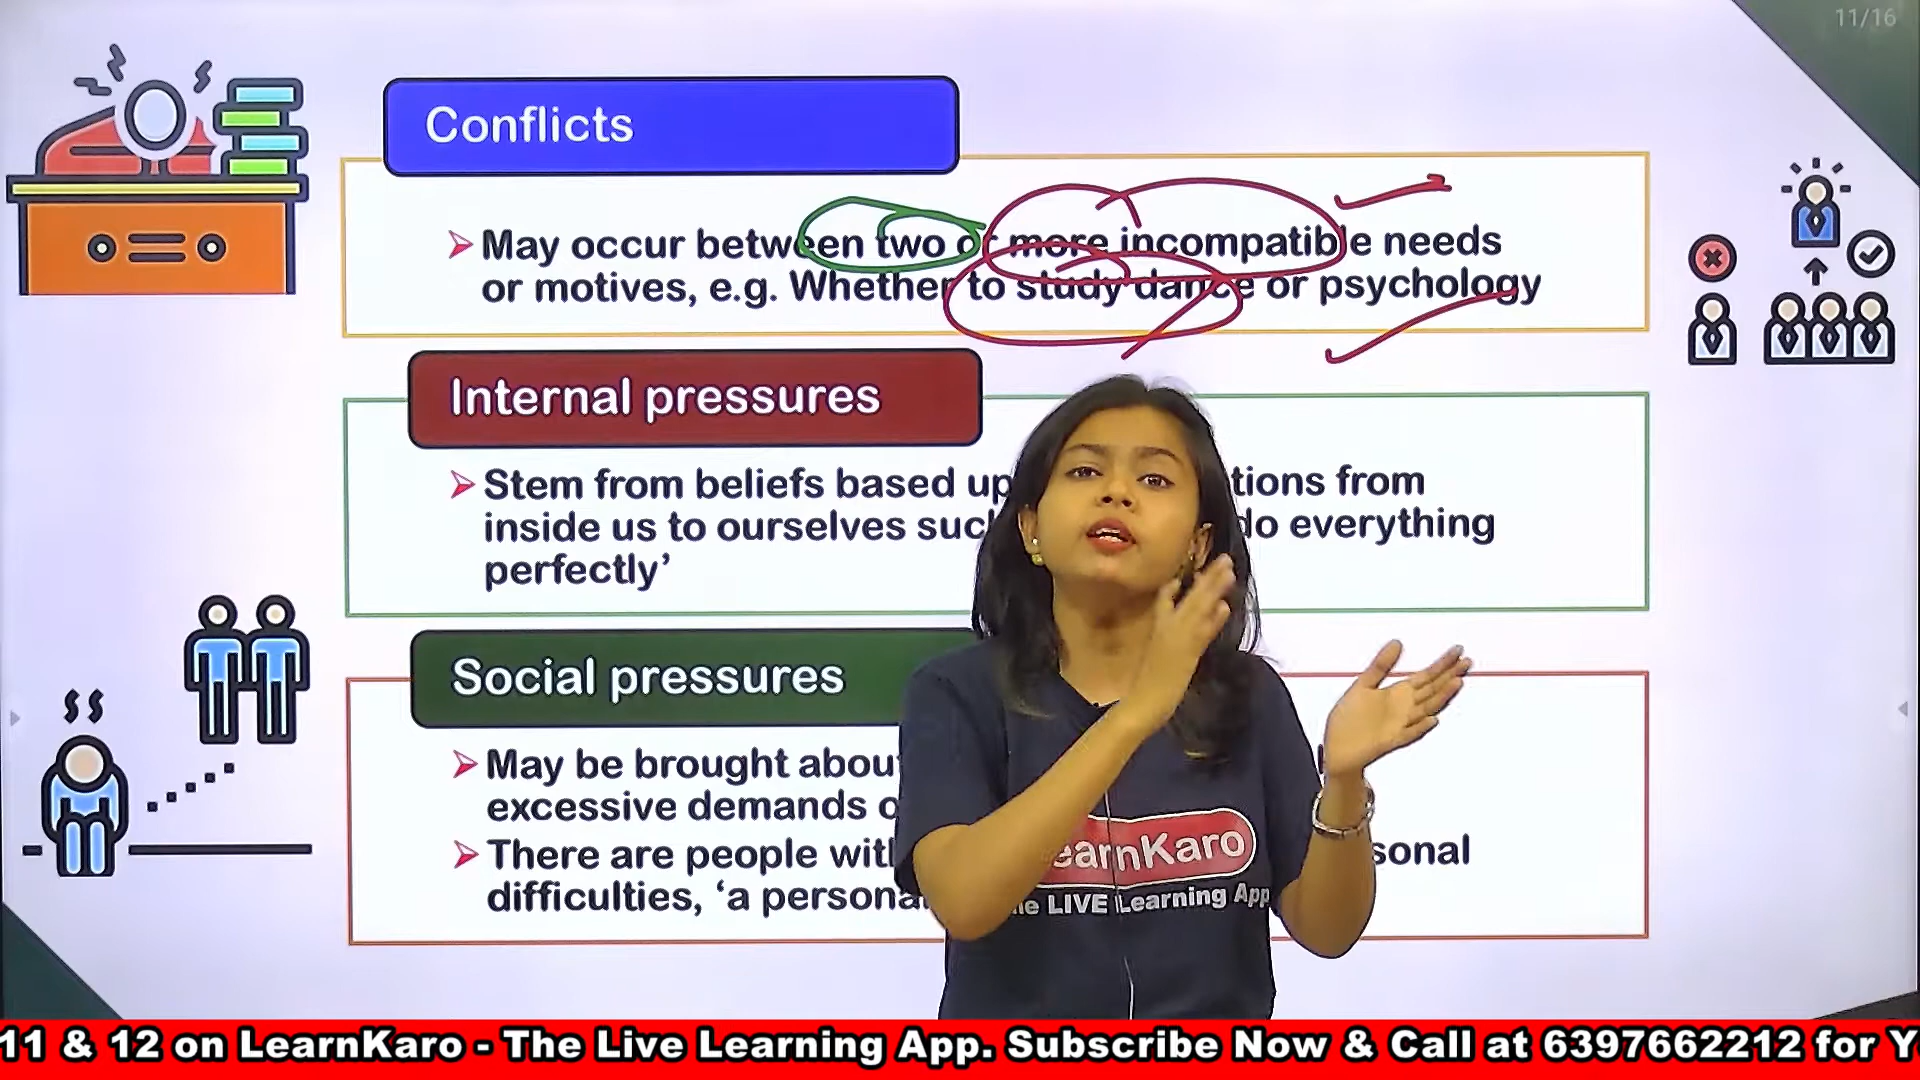 11/16
Conflicts
May occur between two or more incompatible needs
or motives, e.g. Whether to study dance or psychology
Internal pressures
Stem from beliefs based up tions from
inside us to ourselves suc do everything
perfectly’
Social pressures
May be brought abou
excessive demands o
There are people wit sonal
difficulties, ‘a persona
earnKaro
he LIVE Learning App
11 & 12 on LearnKaro - The Live Learning App. Subscribe Now & Call at 6397662212 for Y